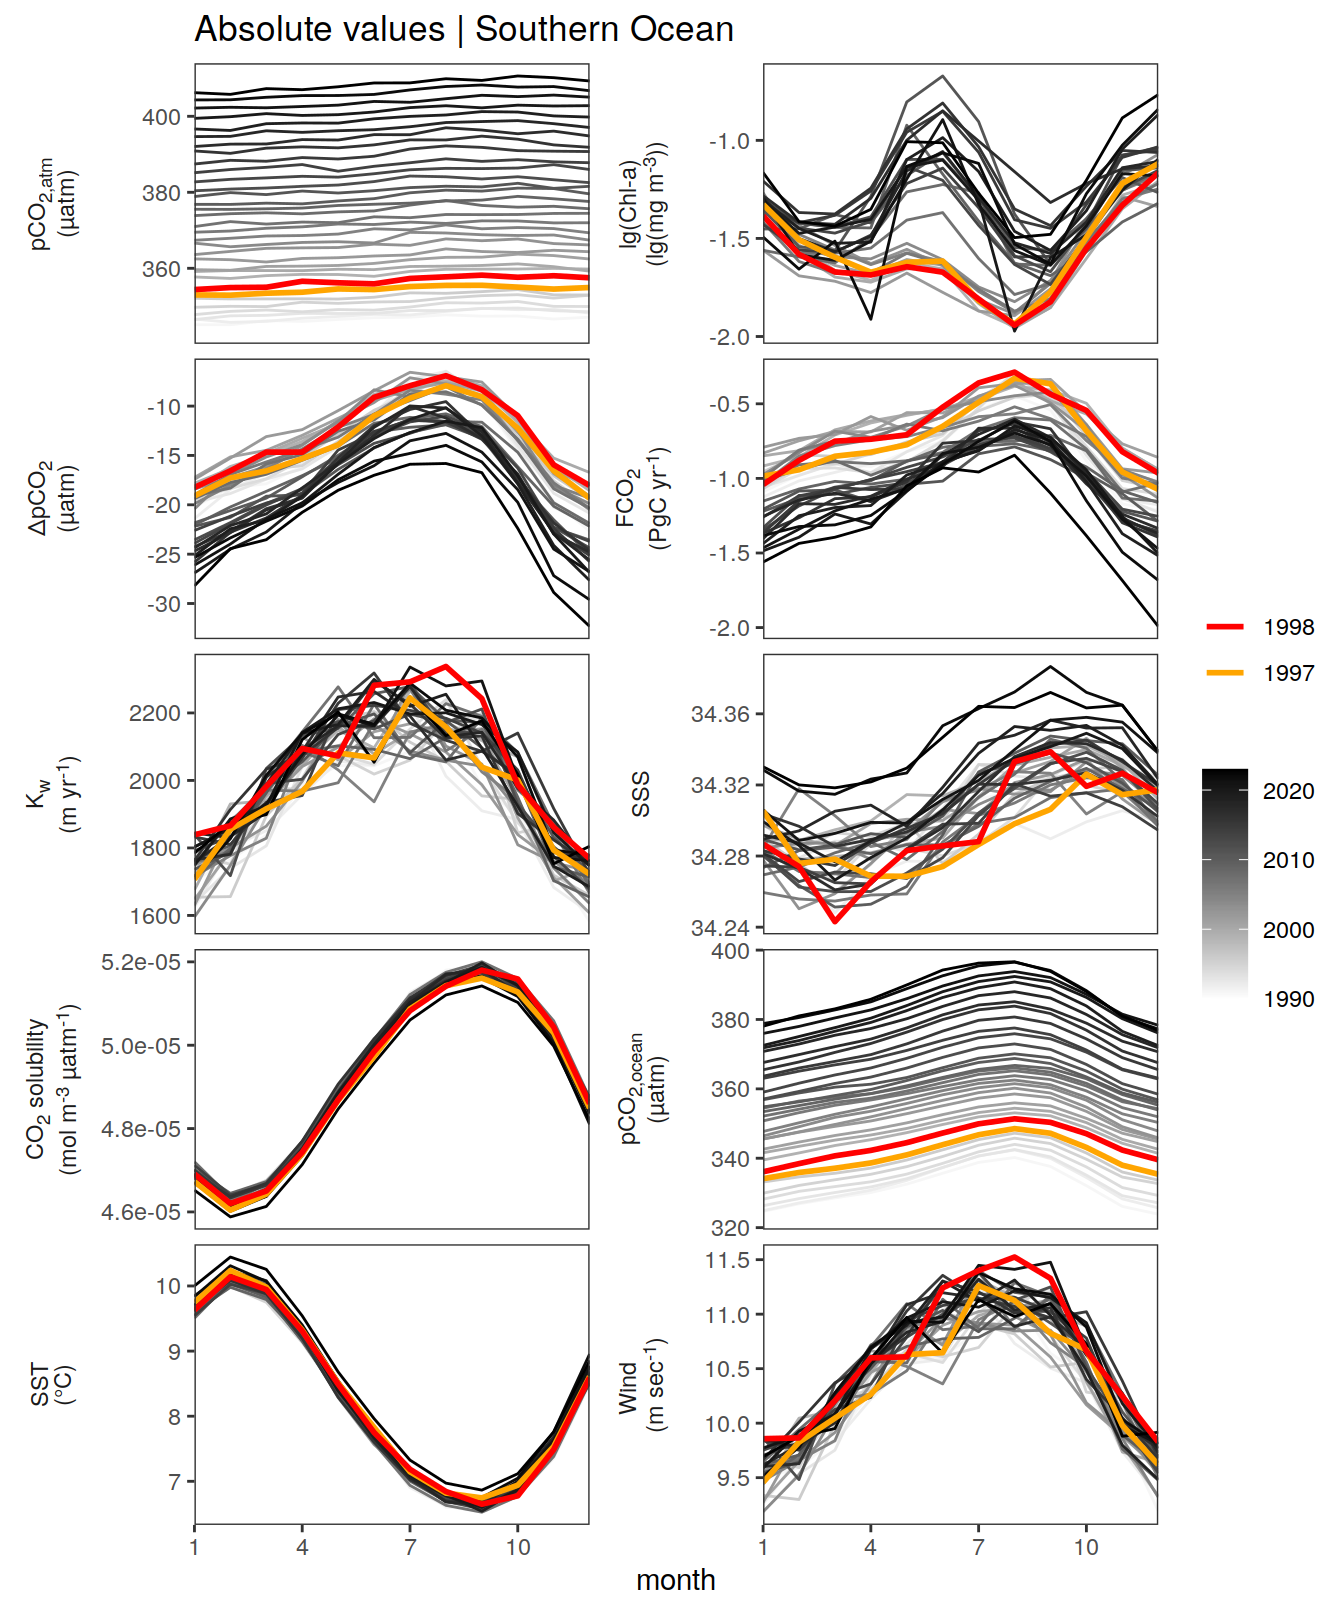 Absolute values | Southern Ocean
pCO2,atm
(µatm)
400
380
360
lg(Chl-a)
(lg(mg m-3))
-1.0
-1.5
-2.0
ΔpCO2
(µatm)
-10
-15
-20
-25
-30
FCO2
(PgC yr-1)
-0.5
-1.0
-1.5
-2.0
Kw
(m yr-1)
2200
2000
1800
1600
SSS
34.36
34.32
34.28
34.24
CO2 solubility
(mol m-3 µatm-1)
5.2e-05
5.0e-05
4.8e-05
4.6e-05
pCO2,ocean
(µatm)
400
380
360
340
320
SST
(°C)
10
9
8
7
Wind
(m sec-1)
11.5
11.0
10.5
10.0
9.5
1 4 7 10
1 4 7 10
month
1998
1997
2020
2010
2000
1990